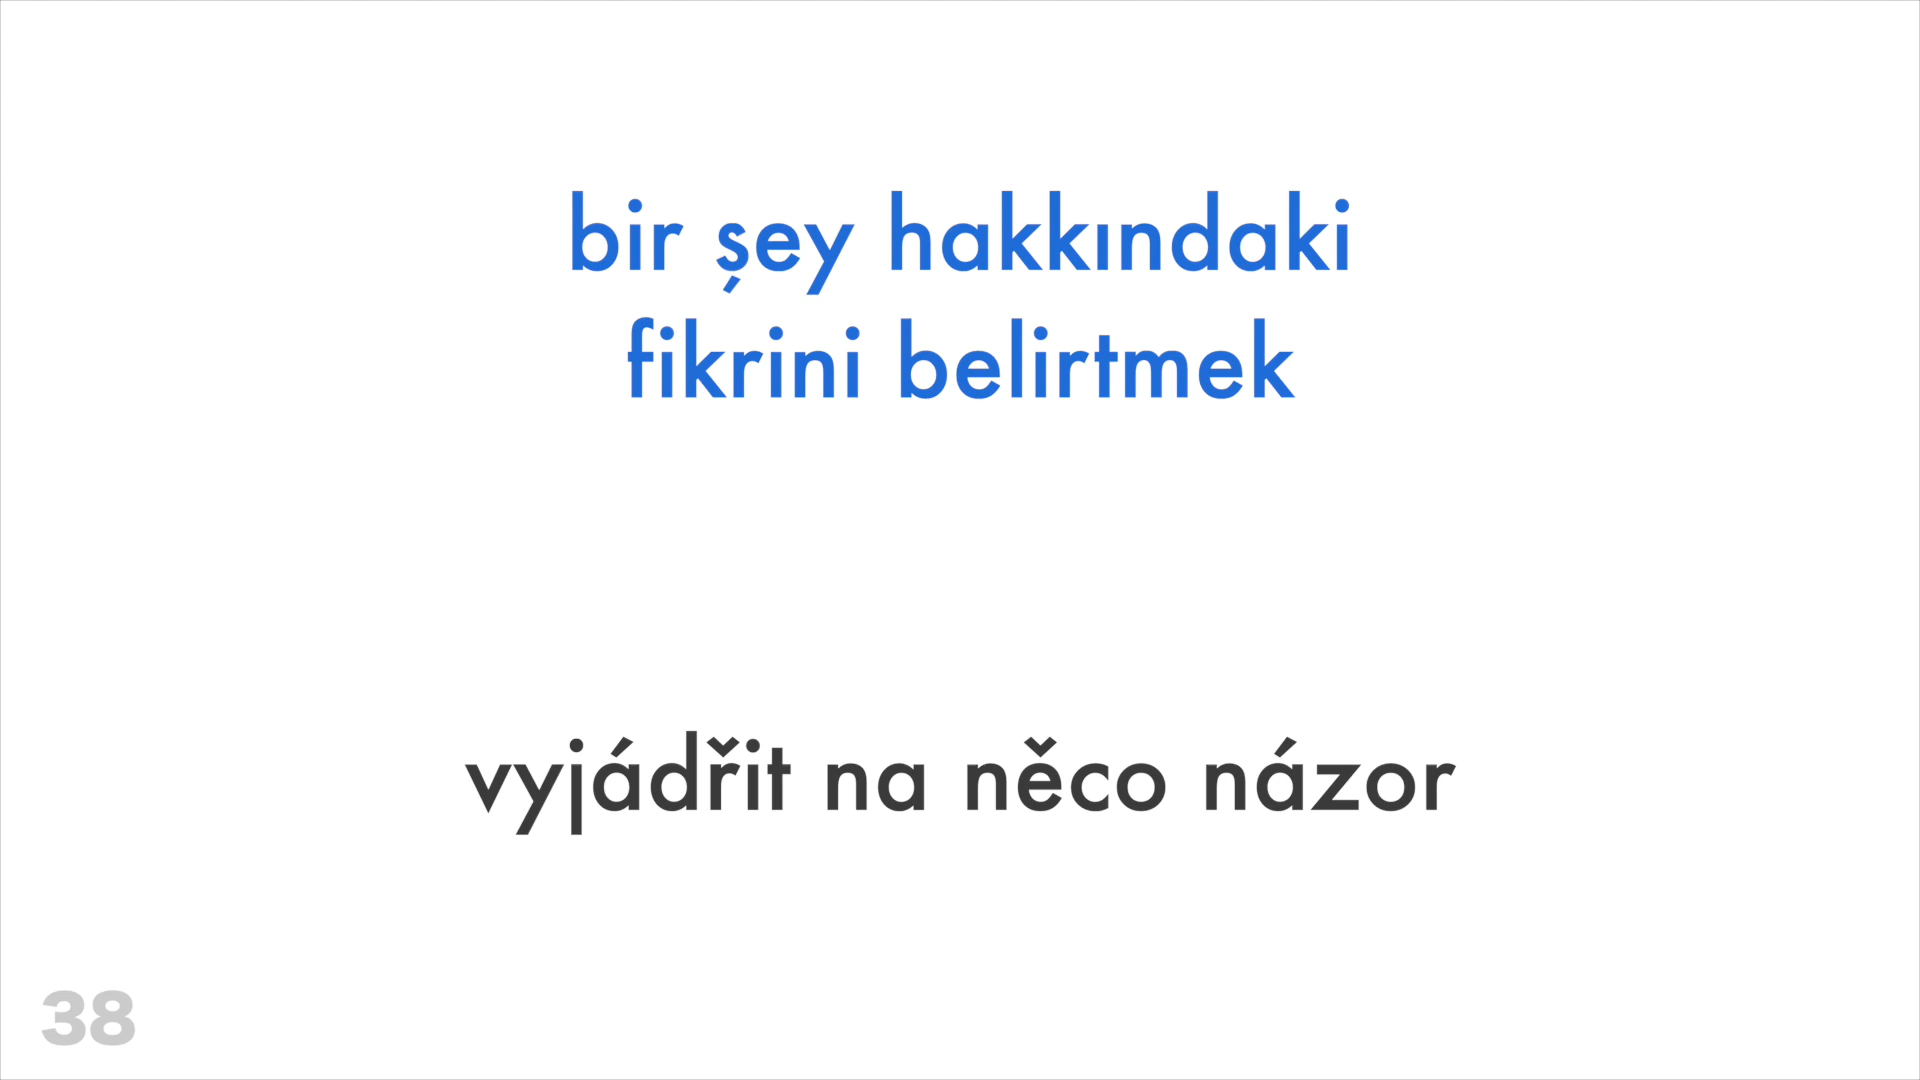 bir şey hakkındaki
fikrini belirtmek
vyjádřit na něco názor
38